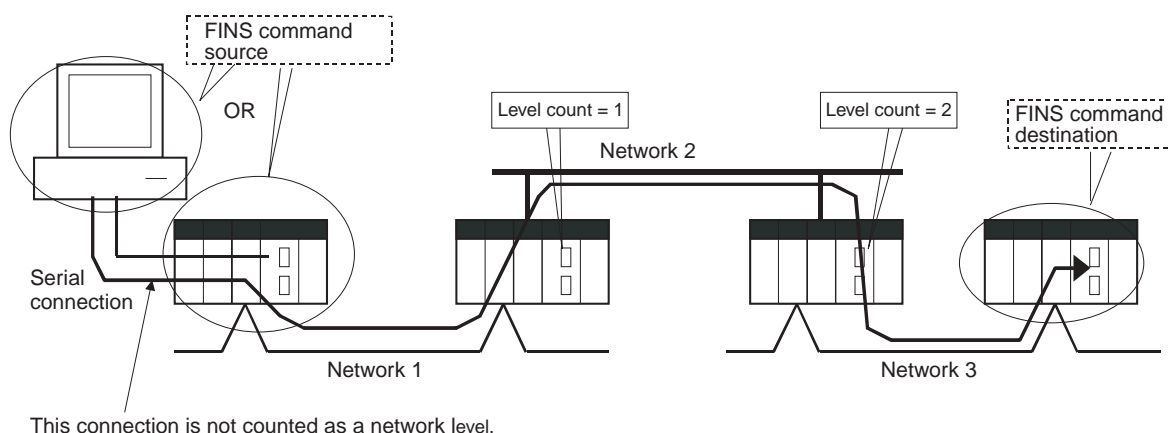 FINS command
source
OR
Level count = 1
Level count = 2
FINS command
destination
Network 2
Serial
connection
Network 1
Network 3
This connection is not counted as a network level.